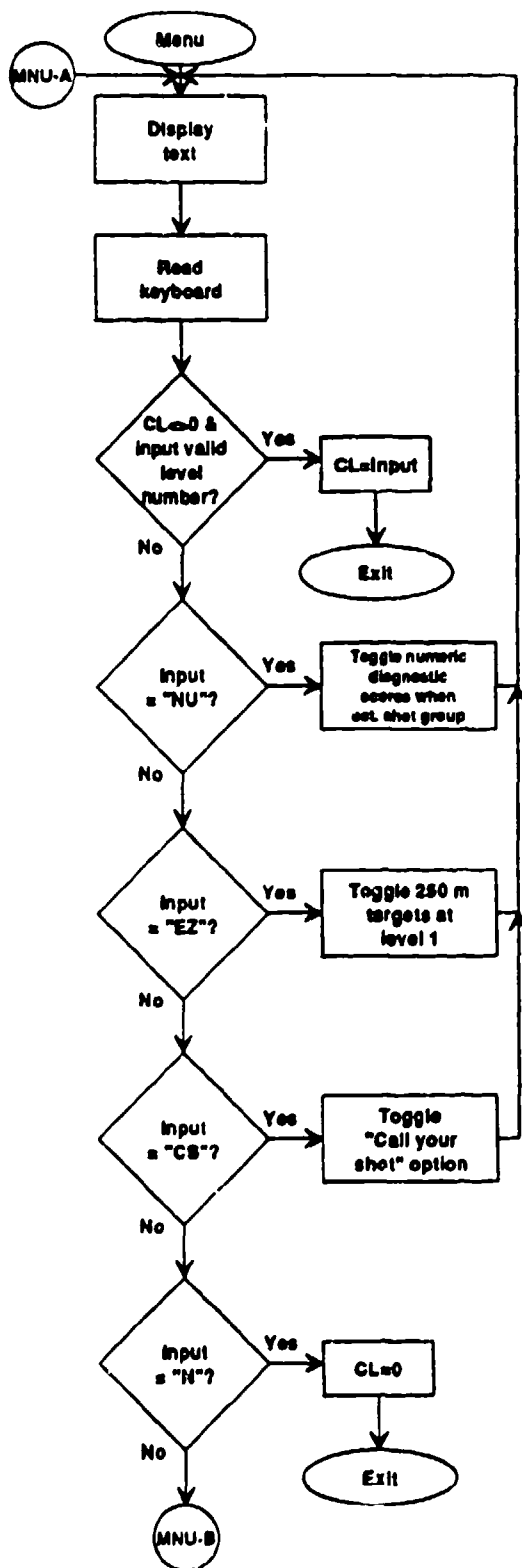 Menu
MNU-A
Display
text
Read
keyboard
CL<>0 &
input valid
level
number?
Yes
CL=Input
No
Exit
Input
= "NU"?
Yes
Toggle numeric
diagnostic
scores when
est. shot group
No
Input
= "EZ"?
Yes
Toggle 250 m
targets at
level 1
No
Input
= "CS"?
Yes
Toggle
"Call your
shot" option
No
Input
= "N"?
Yes
CL=0
No
Exit
MNU-B